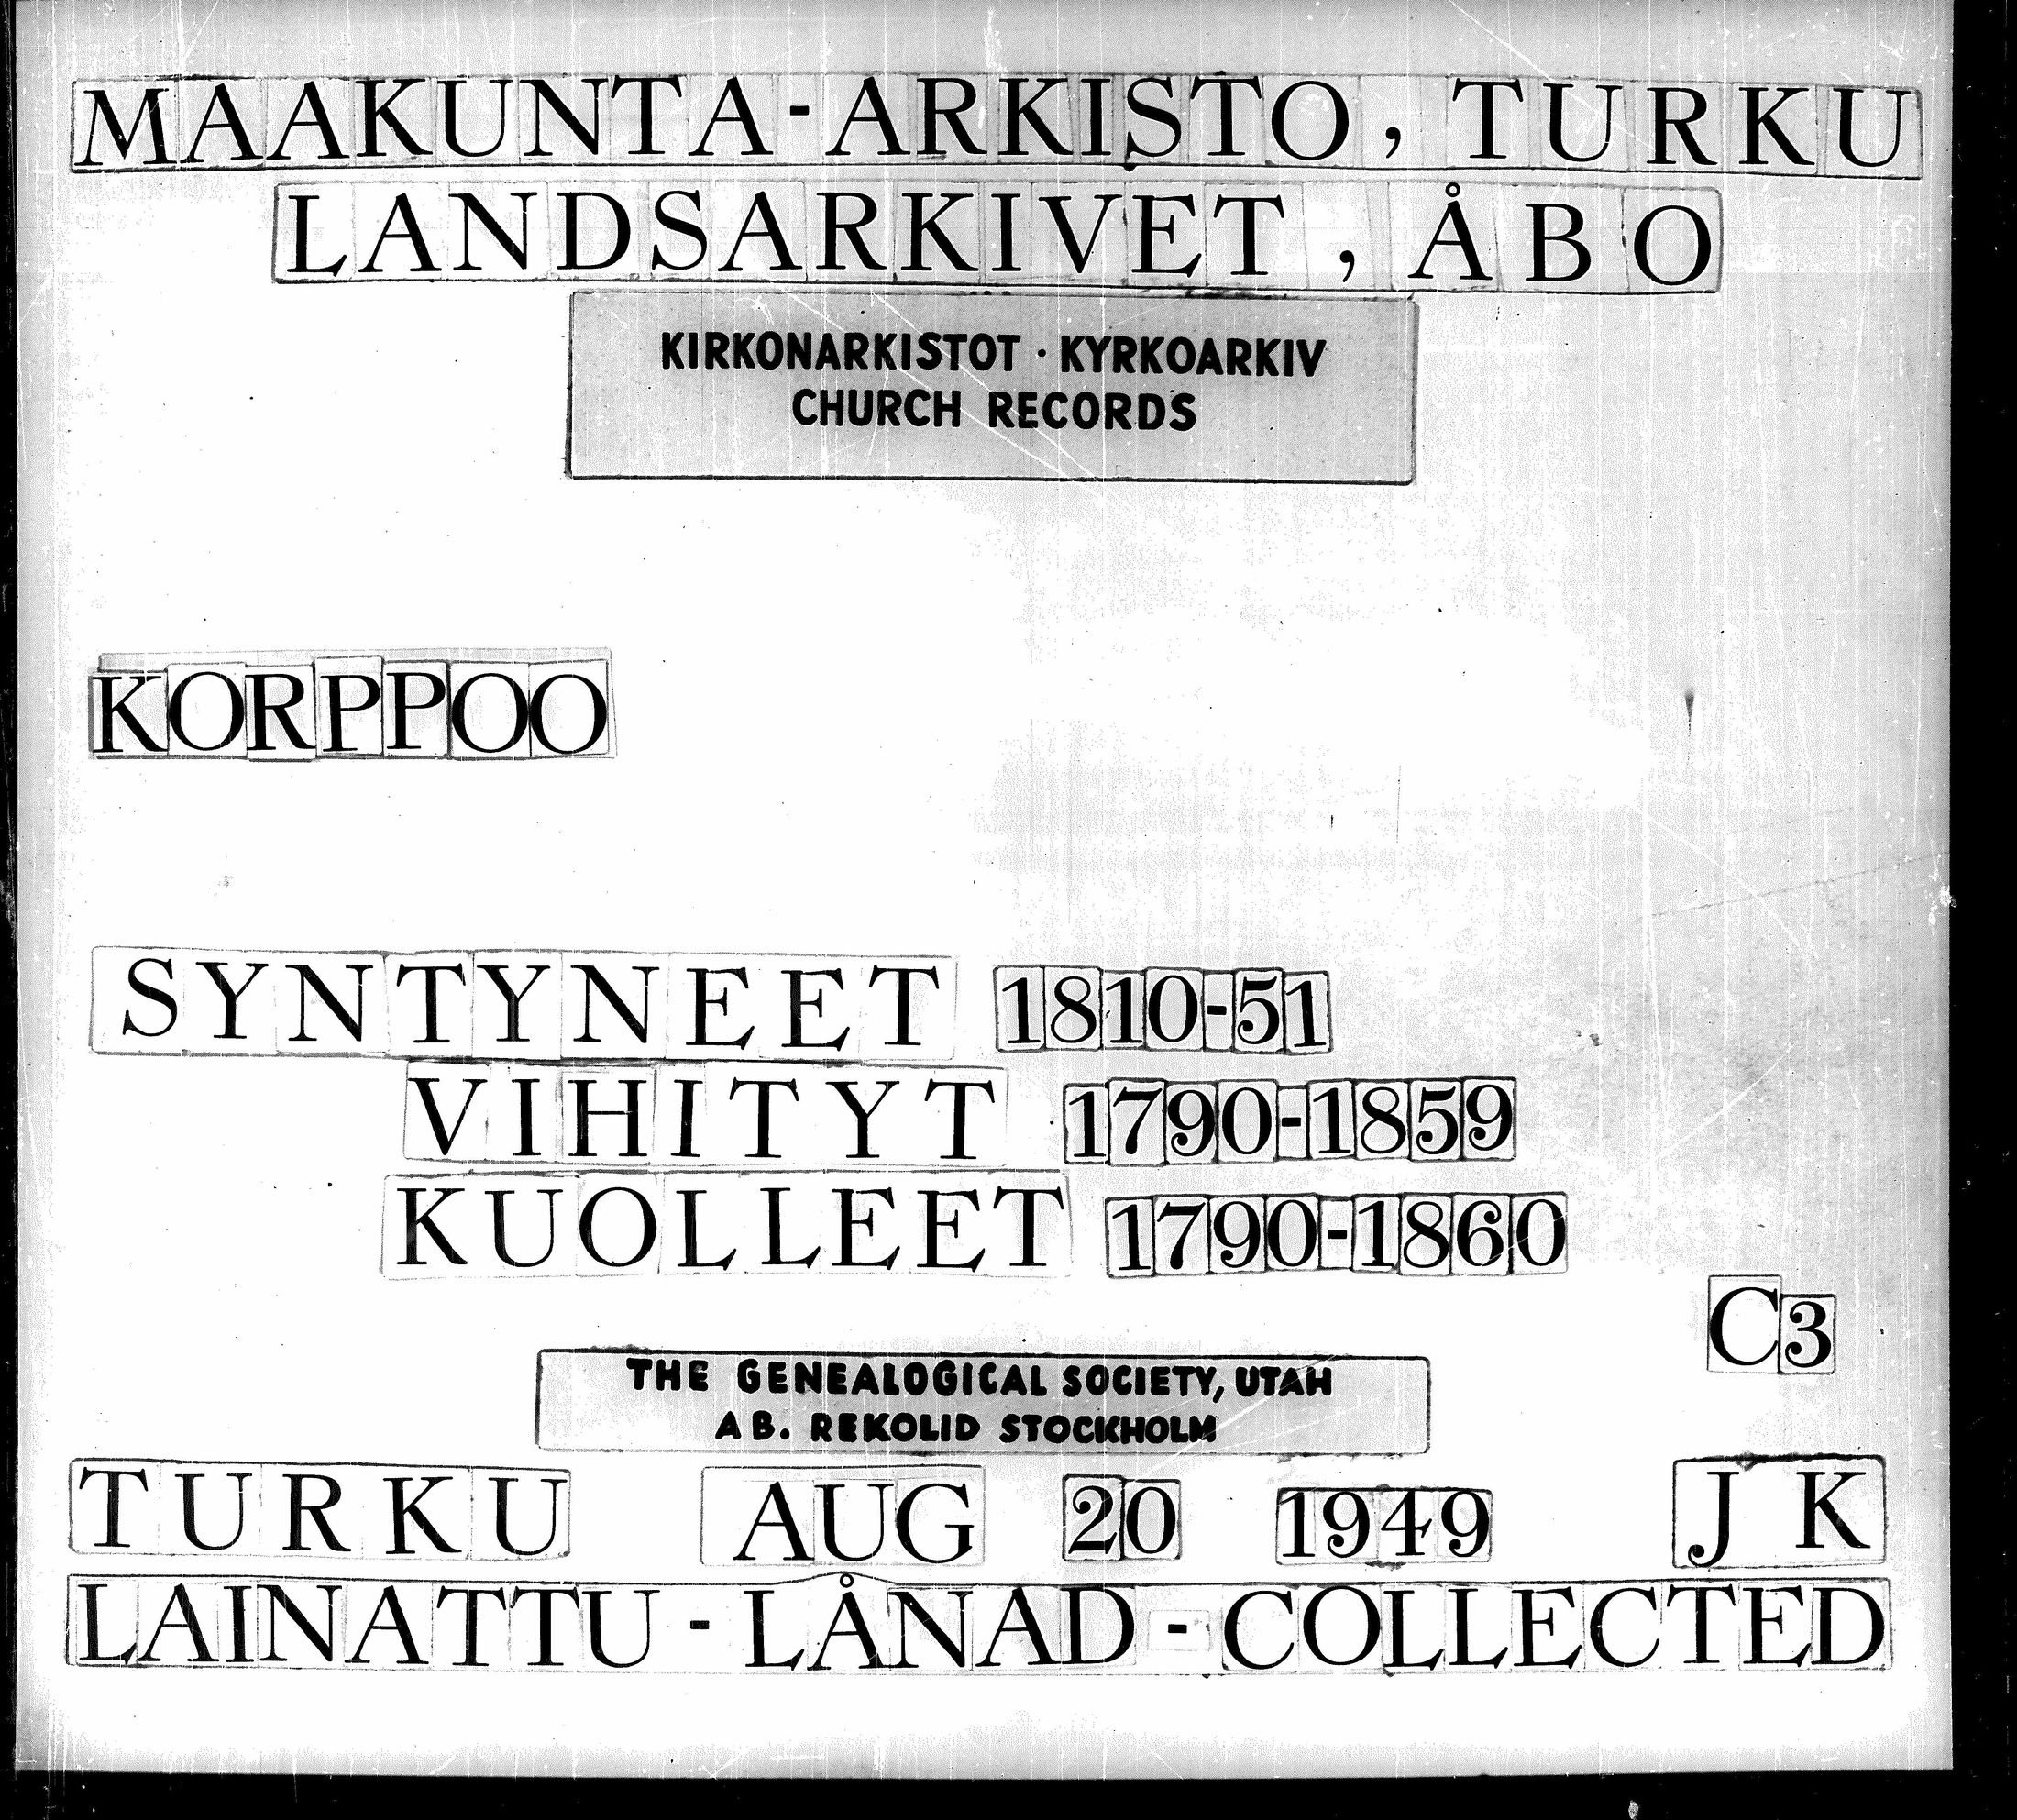 MAAKUNTA-ARKISTO, TURKU
LANDSARKIVET, ÅBO
KIRKONARKISTOT · KYRKOARKIV
CHURCH RECORDS
KORPPOO
SYNTYNEET 1810-51
VIHITYT 1790-1859
KUOLLEET 1790-1860
C3
THE GENEALOGICAL SOCIETY, UTAH
AB. REKOLID STOCKHOLM
TURKU AUG 20 1949 JK
LAINATTU - LÅNAD - COLLECTED